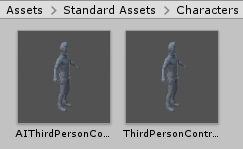 Assets > Standard Assets > Characters
AIThirdPersonCo... ThirdPersonContr...